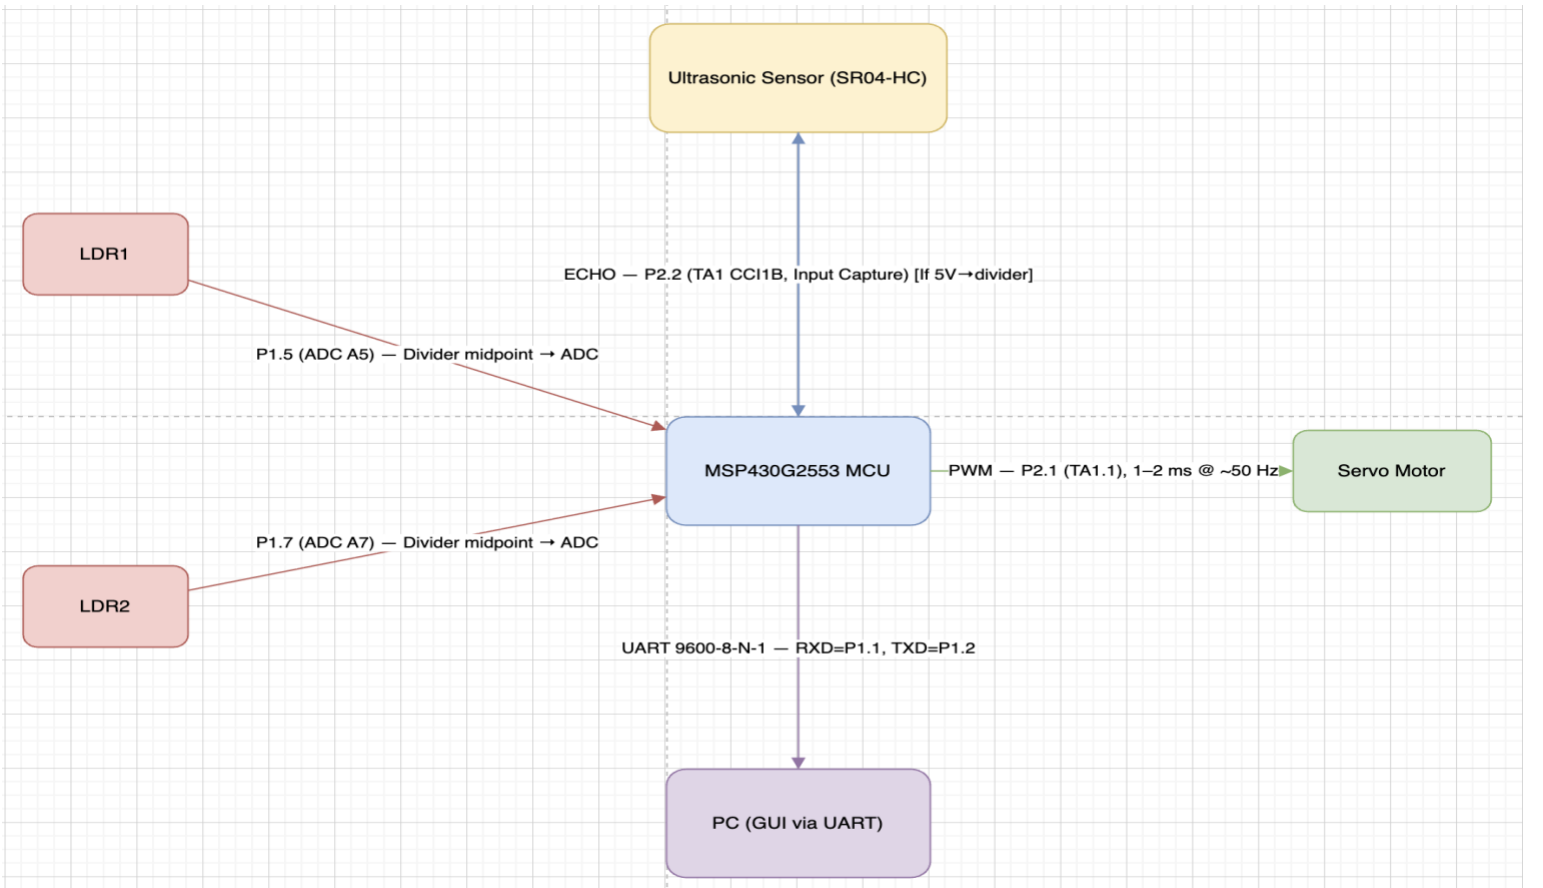 Ultrasonic Sensor (SR04-HC)
LDR1
ECHO — P2.2 (TA1 CCI1B, Input Capture) [If 5V→divider]
P1.5 (ADC A5) — Divider midpoint → ADC
MSP430G2553 MCU
PWM — P2.1 (TA1.1), 1–2 ms @ ~50 Hz
Servo Motor
P1.7 (ADC A7) — Divider midpoint → ADC
LDR2
UART 9600-8-N-1 — RXD=P1.1, TXD=P1.2
PC (GUI via UART)